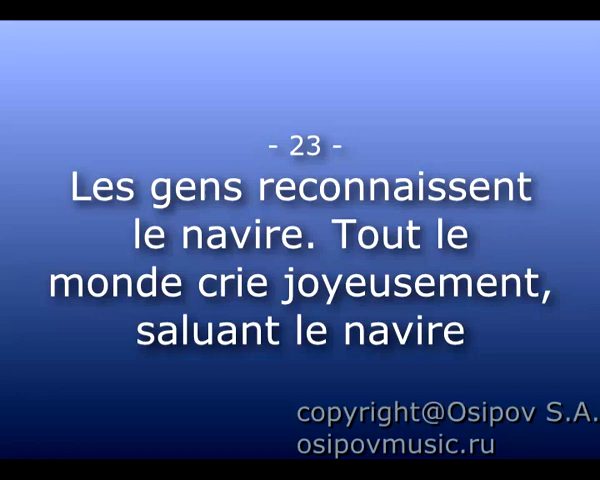 - 23 -
Les gens reconnaissent
le navire. Tout le
monde crie joyeusement,
saluant le navire
copyright@Osipov S.A.
osipovmusic.ru